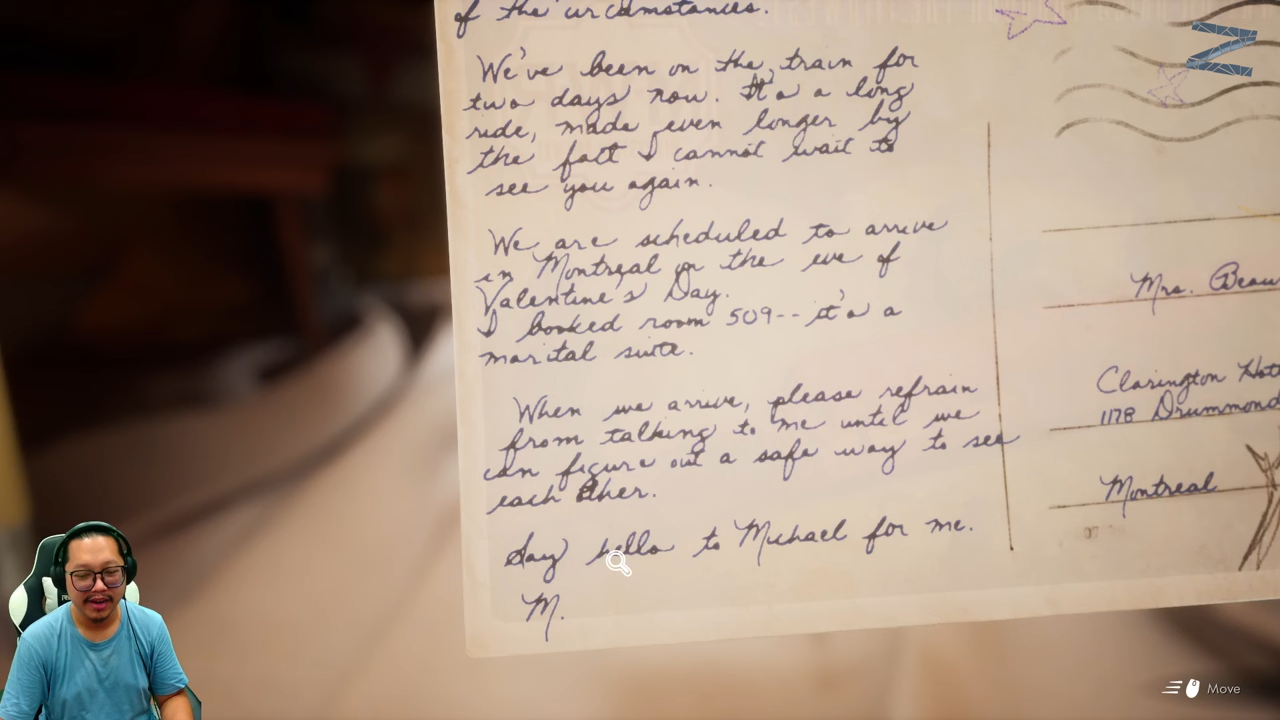 of the circumstances.
We've been on the train for
two days now. It's a long
ride, made even longer by
the fact I cannot wait to
see you again.
We are scheduled to arrive
in Montreal on the eve of
Valentine's Day.
I booked room 509-- it's a
marital suite.
When we arrive, please refrain
from talking to me until we
can figure out a safe way to see
each other.
Say hello to Michael for me.
M.
Mrs. Beau
Clarington Hot
1178 Drummond
Montreal
Move